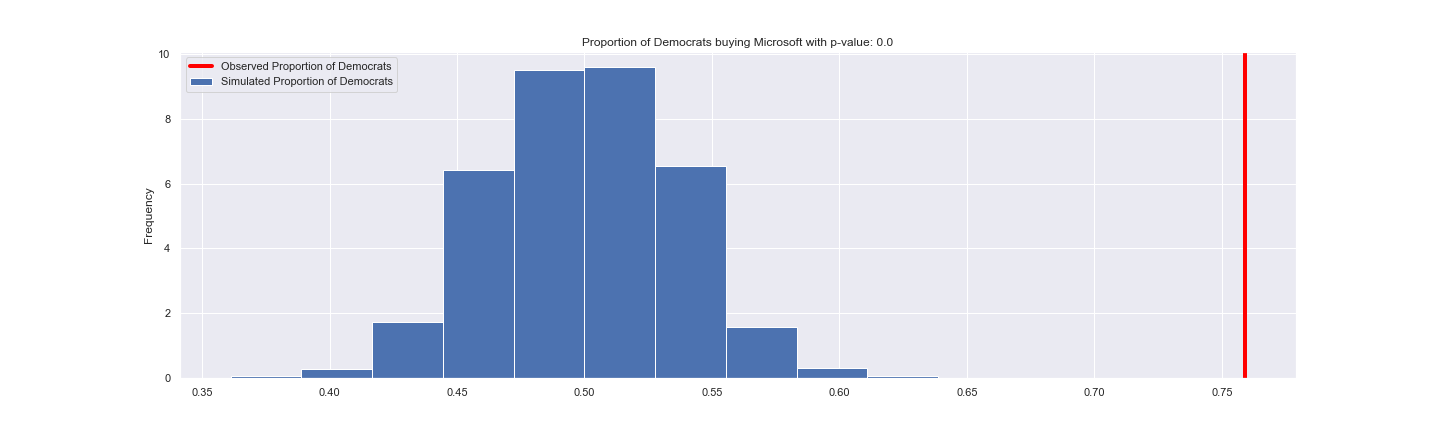 Proportion of Democrats buying Microsoft with p-value: 0.0
Observed Proportion of Democrats
Simulated Proportion of Democrats
Frequency
10
8
6
4
2
0
0.35 0.40 0.45 0.50 0.55 0.60 0.65 0.70 0.75